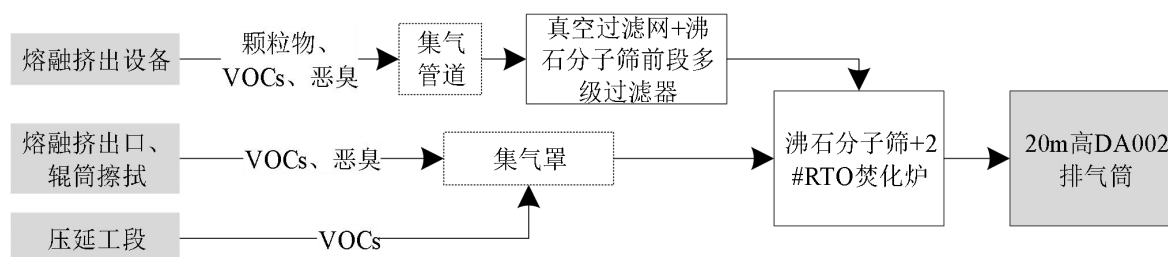 熔融挤出设备
颗粒物、
VOCs、恶臭
集气
管道
真空过滤网+沸
石分子筛前段多
级过滤器
熔融挤出口、
辊筒擦拭
VOCs、恶臭
集气罩
沸石分子筛+2
#RTO焚化炉
20m高DA002
排气筒
压延工段
VOCs